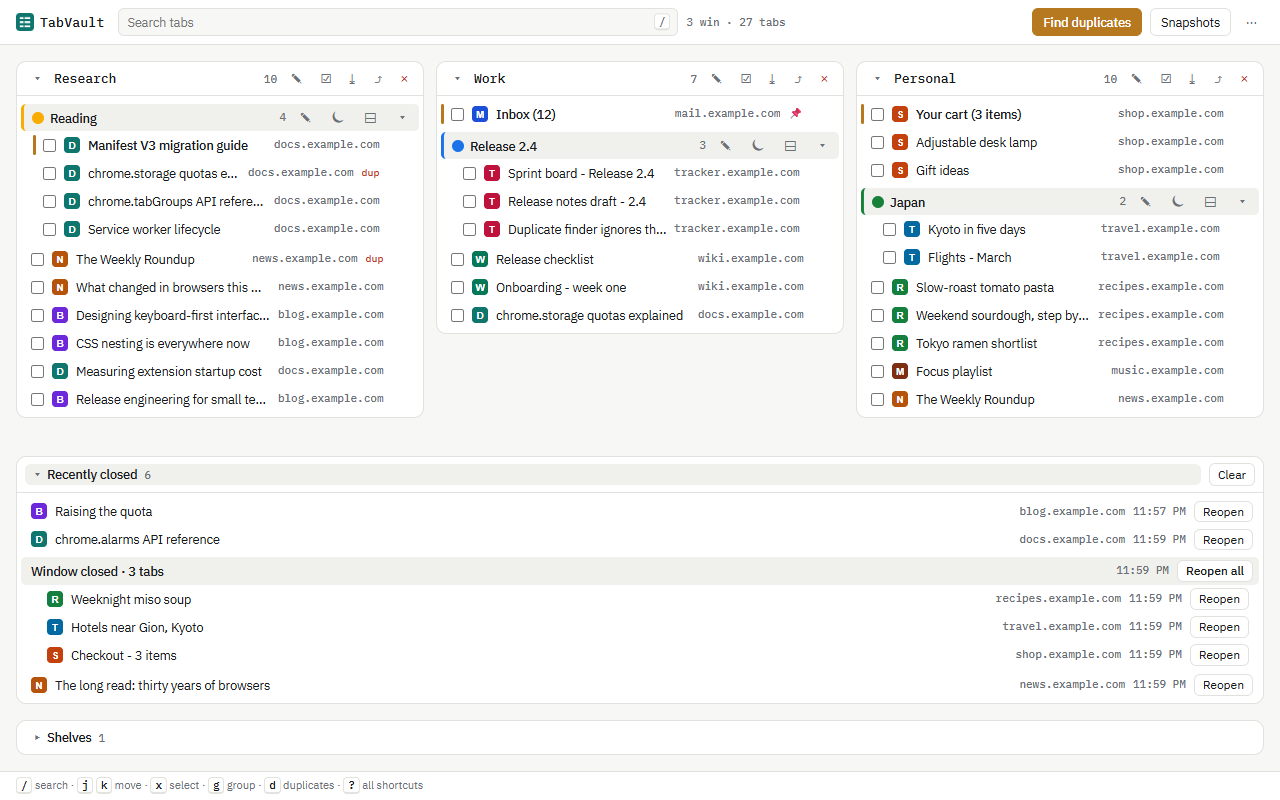 TabVault Search tabs / 3 win · 27 tabs Find duplicates Snapshots ···
Research 10
Reading 4
D Manifest V3 migration guide docs.example.com
D chrome.storage quotas e... docs.example.com dup
D chrome.tabGroups API refere... docs.example.com
D Service worker lifecycle docs.example.com
N The Weekly Roundup news.example.com dup
N What changed in browsers this ... news.example.com
B Designing keyboard-first interfac... blog.example.com
B CSS nesting is everywhere now blog.example.com
D Measuring extension startup cost docs.example.com
B Release engineering for small te... blog.example.com
Work 7
M Inbox (12) mail.example.com
Release 2.4 3
T Sprint board - Release 2.4 tracker.example.com
T Release notes draft - 2.4 tracker.example.com
T Duplicate finder ignores th... tracker.example.com
W Release checklist wiki.example.com
W Onboarding - week one wiki.example.com
D chrome.storage quotas explained docs.example.com
Personal 10
S Your cart (3 items) shop.example.com
S Adjustable desk lamp shop.example.com
S Gift ideas shop.example.com
Japan 2
T Kyoto in five days travel.example.com
T Flights - March travel.example.com
R Slow-roast tomato pasta recipes.example.com
R Weekend sourdough, step by... recipes.example.com
R Tokyo ramen shortlist recipes.example.com
M Focus playlist music.example.com
N The Weekly Roundup news.example.com
Recently closed 6 Clear
B Raising the quota blog.example.com 11:57 PM Reopen
D chrome.alarms API reference docs.example.com 11:59 PM Reopen
Window closed · 3 tabs 11:59 PM Reopen all
R Weeknight miso soup recipes.example.com 11:59 PM Reopen
T Hotels near Gion, Kyoto travel.example.com 11:59 PM Reopen
S Checkout - 3 items shop.example.com 11:59 PM Reopen
N The long read: thirty years of browsers news.example.com 11:59 PM Reopen
Shelves 1
/ search · j k move · x select · g group · d duplicates · ? all shortcuts